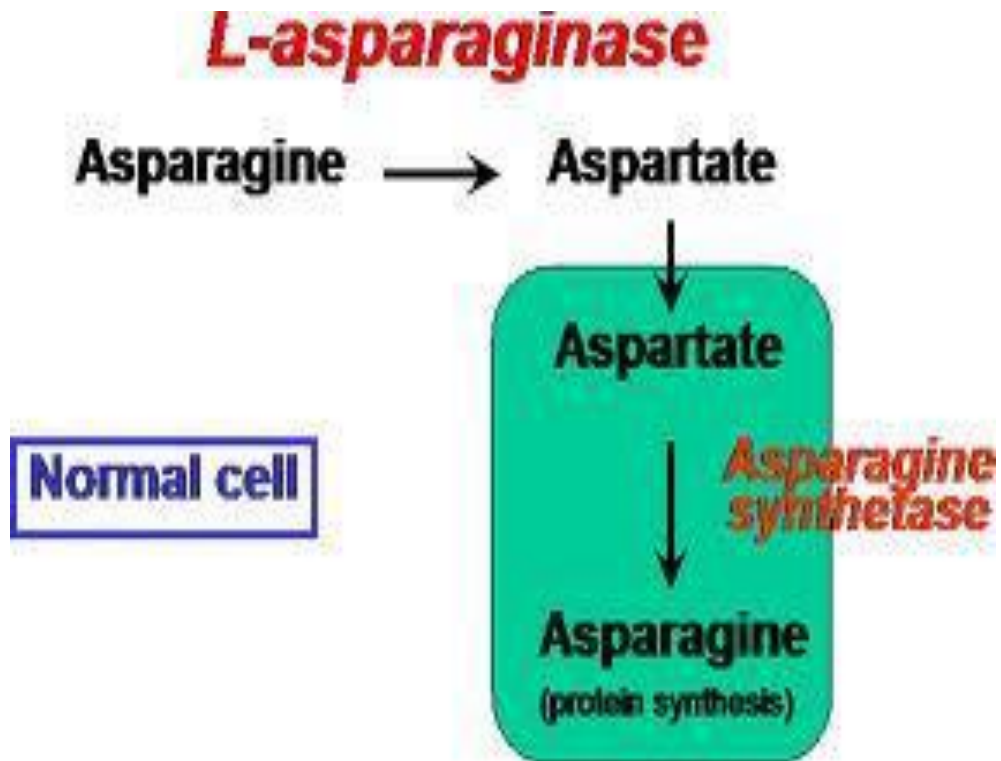 L-asparaginase
Asparagine
Aspartate
Aspartate
Normal cell
Asparagine
synthetase
Asparagine
(protein synthesis)